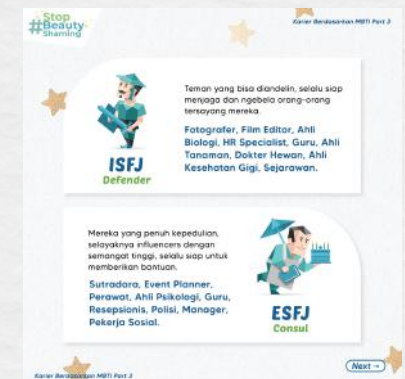 #Stop
Beauty
Shaming
Karier Berdasarkan MBTI Part 3
Teman yang bisa diandelin, selalu siap
menjaga dan ngebela orang-orang
tersayang mereka.
Fotografer, Film Editor, Ahli
Biologi, HR Specialist, Guru, Ahli
Tanaman, Dokter Hewan, Ahli
Kesehatan Gigi, Sejarawan.
ISFJ
Defender
Mereka yang penuh kepedulian,
selayaknya influencers dengan
semangat tinggi, selalu siap untuk
memberikan bantuan.
Sutradara, Event Planner,
Perawat, Ahli Psikologi, Guru,
Resepsionis, Polisi, Manager,
Pekerja Sosial.
ESFJ
Consul
Next →
Karier Berdasarkan MBTI Part 3